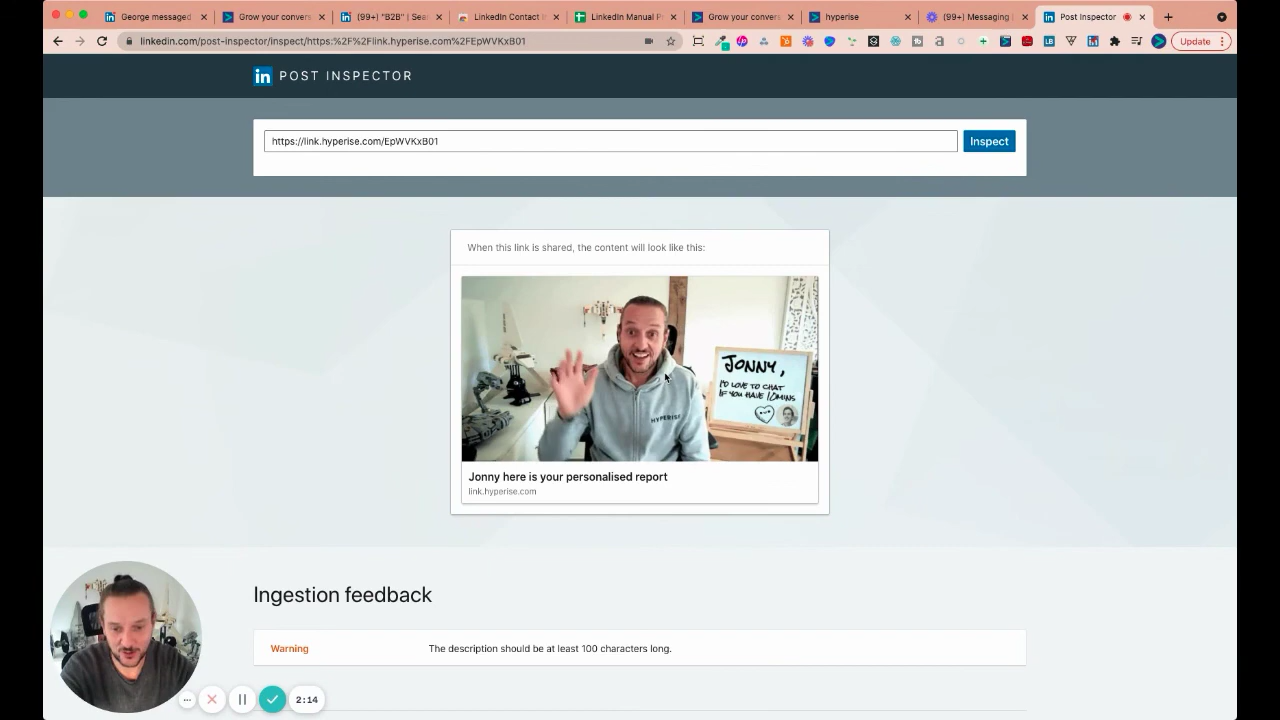 George messaged
Grow your convers
(99+) "B2B" | Sea
LinkedIn Contact I
LinkedIn Manual P
Grow your convers
hyperise
(99+) Messaging
Post Inspector
linkedin.com/post-inspector/inspect/https:%2F%2Flink.hyperise.com%2FEpWVKxB01
Update
in POST INSPECTOR
https://link.hyperise.com/EpWVKxB01
Inspect
When this link is shared, the content will look like this:
JONNY,
I'D LOVE TO CHAT
IF YOU HAVE 10MINS
HYPERISE
Jonny here is your personalised report
link.hyperise.com
Ingestion feedback
Warning
The description should be at least 100 characters long.
2:14